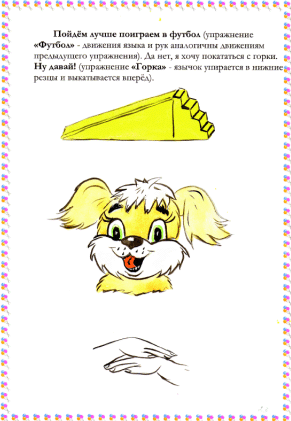 Пойдём лучше поиграем в футбол (упражнение
«Футбол» - движения языка и рук аналогичны движениям
предыдущего упражнения). Да нет, я хочу покататься с горки.
Ну давай! (упражнение «Горка» - язычок упирается в нижние
резцы и выкатывается вперёд).